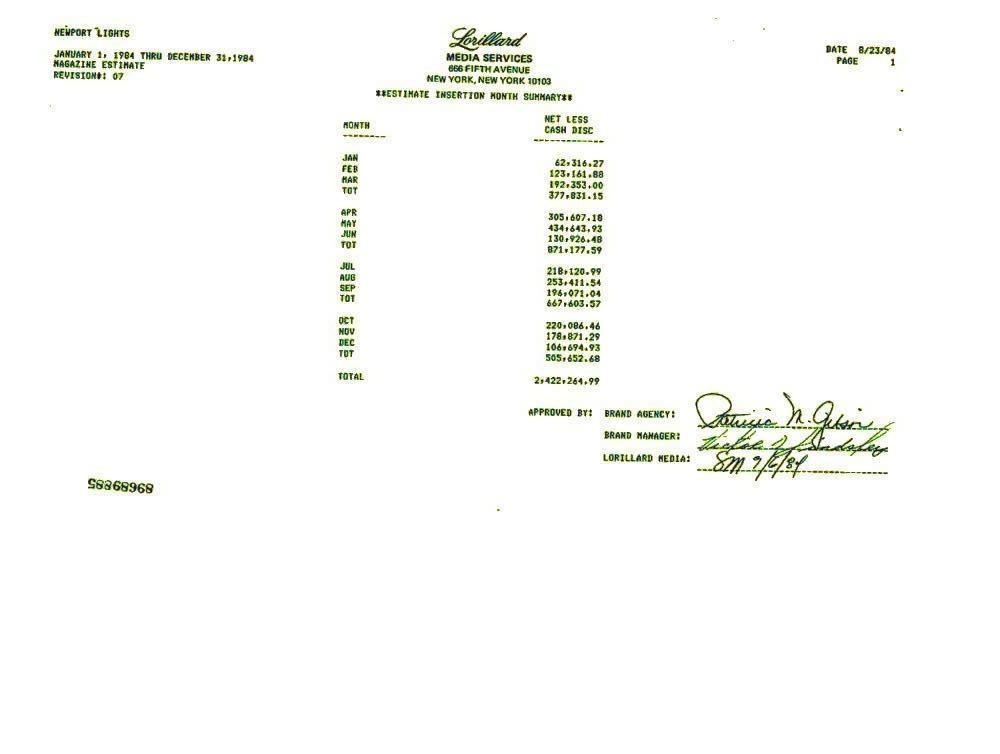 NEWPORT LIGHTS
JANUARY 1, 1984 THRU DECEMBER 31,1984
MAGAZINE ESTIMATE
REVISION#: 07
Lorillard
MEDIA SERVICES
666 FIFTH AVENUE
NEW YORK, NEW YORK 10103
DATE 8/23/84
PAGE 1
**ESTIMATE INSERTION MONTH SUMMARY**
MONTH NET LESS CASH DISC
JAN 62,316.27
FEB 123,161.88
MAR 192,353.00
TOT 377,831.15
APR 305,607.18
MAY 434,643.93
JUN 130,926.48
TOT 871,177.59
JUL 218,120.99
AUG 253,411.54
SEP 196,071.04
TOT 667,603.57
OCT 220,086.46
NOV 178,871.29
DEC 106,694.93
TOT 505,652.68
TOTAL 2,422,264.99
APPROVED BY: BRAND AGENCY: Patricia M. Gibson
BRAND MANAGER:
LORILLARD MEDIA: SM 9/6/84
89689885